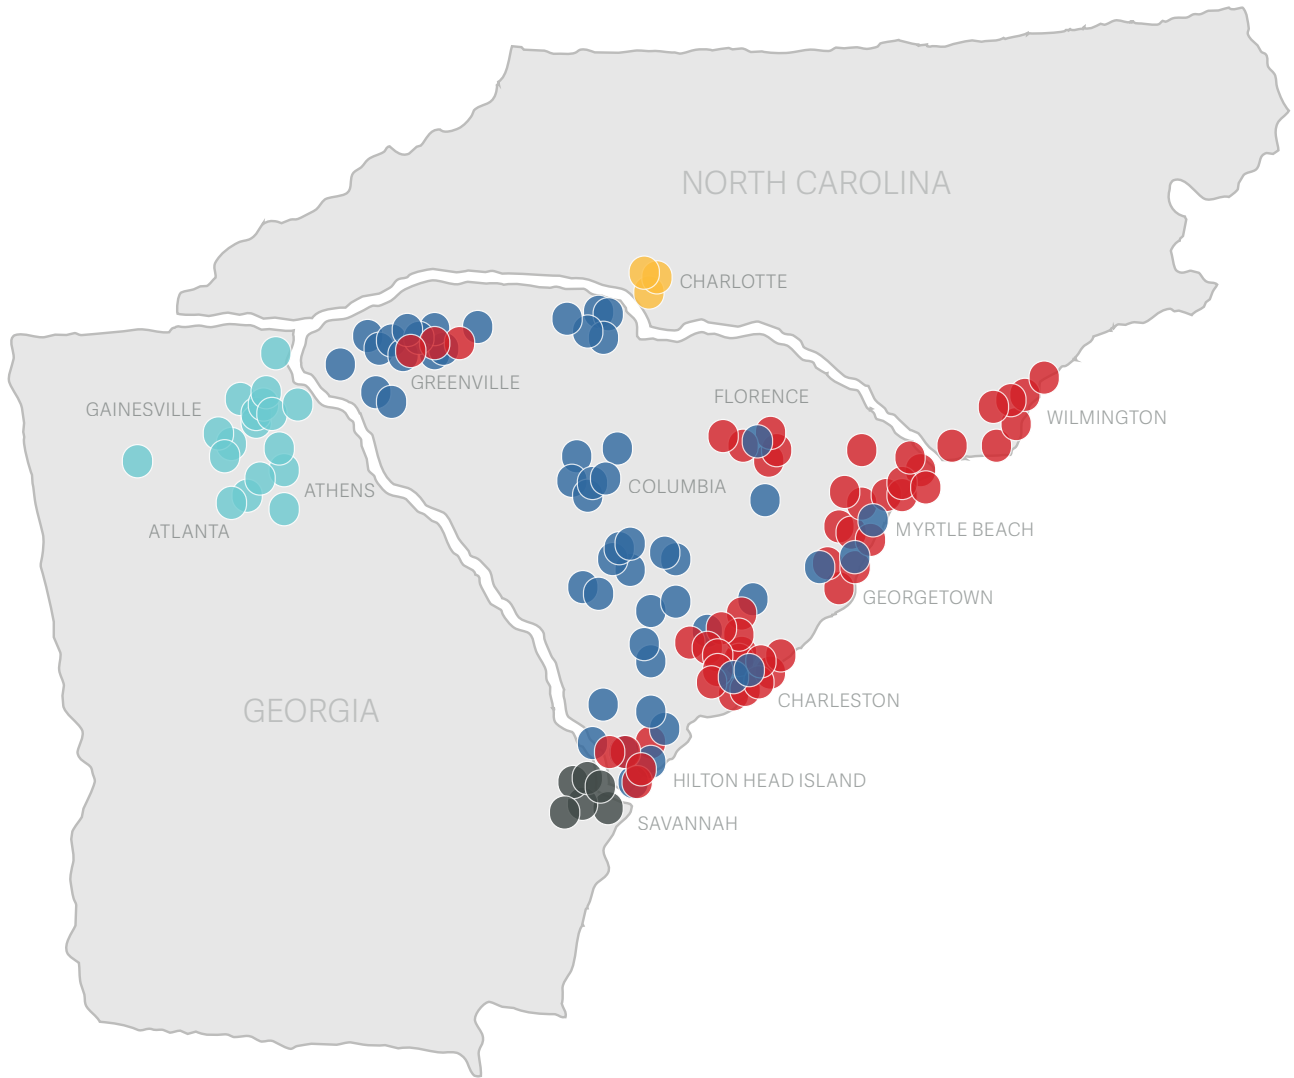 NORTH CAROLINA
CHARLOTTE
GREENVILLE
FLORENCE
GAINESVILLE
WILMINGTON
COLUMBIA
ATHENS
ATLANTA
MYRTLE BEACH
GEORGETOWN
GEORGIA
CHARLESTON
HILTON HEAD ISLAND
SAVANNAH